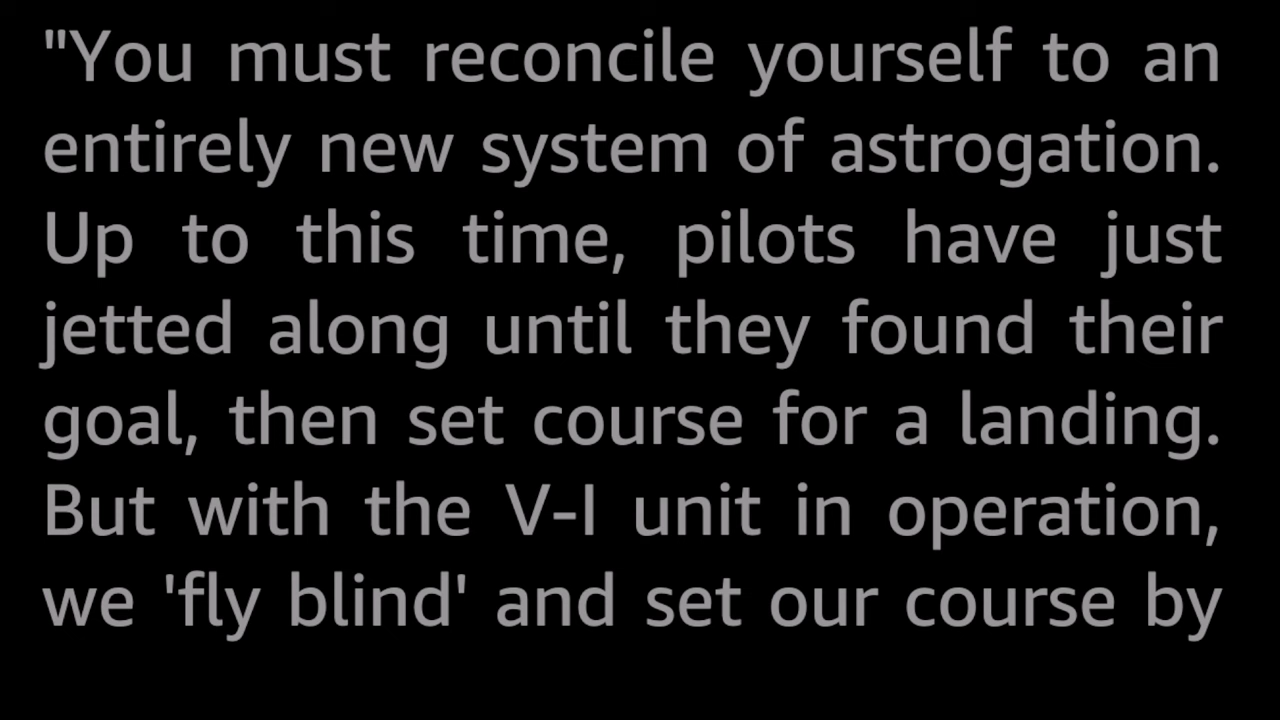 "You must reconcile yourself to an
entirely new system of astrogation.
Up to this time, pilots have just
jetted along until they found their
goal, then set course for a landing.
But with the V-I unit in operation,
we 'fly blind' and set our course by